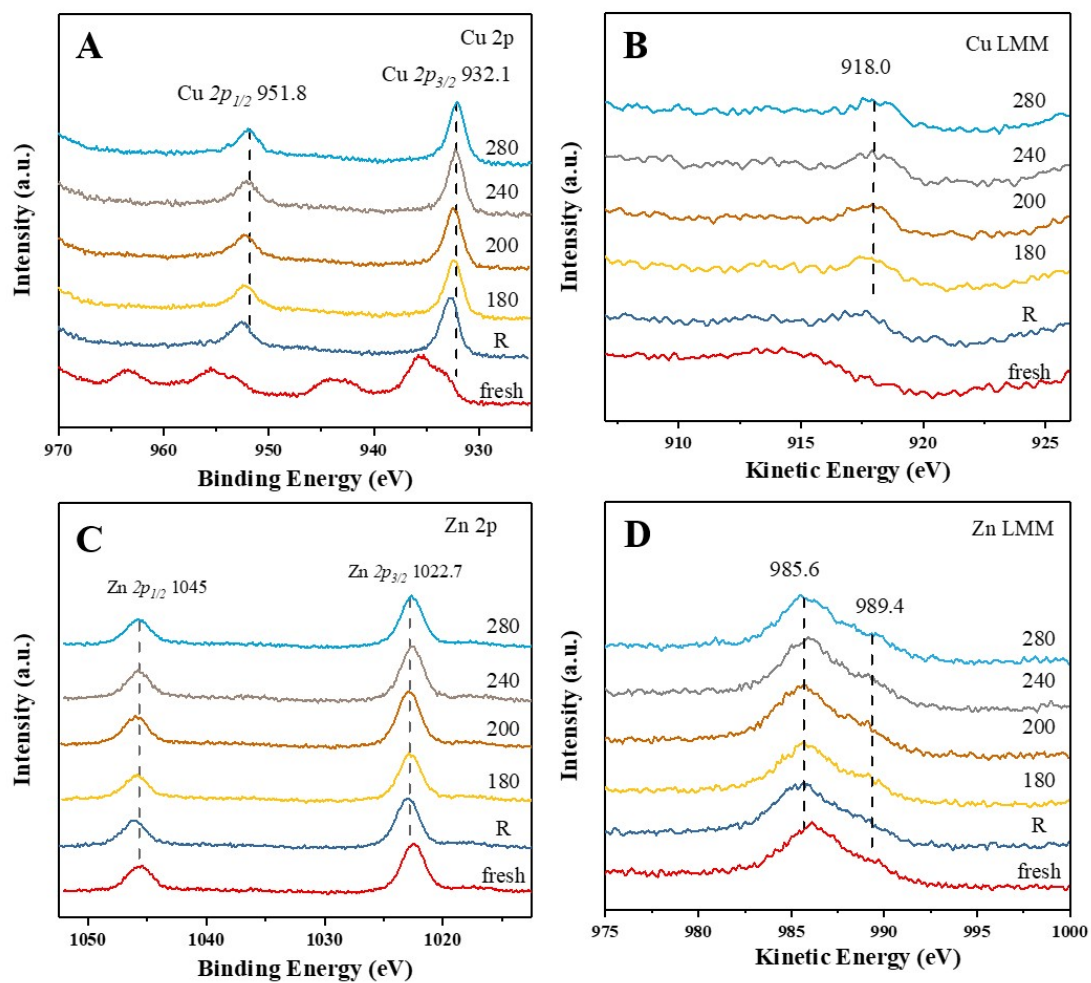 A
Cu 2p
Cu 2p3/2 932.1
Cu 2p1/2 951.8
280
240
200
180
R
fresh
Intensity (a.u.)
970 960 950 940 930
Binding Energy (eV)
B
Cu LMM
918.0
280
240
200
180
R
fresh
Intensity (a.u.)
910 915 920 925
Kinetic Energy (eV)
C
Zn 2p
Zn 2p1/2 1045
Zn 2p3/2 1022.7
280
240
200
180
R
fresh
Intensity (a.u.)
1050 1040 1030 1020
Binding Energy (eV)
D
Zn LMM
985.6
989.4
280
240
200
180
R
fresh
Intensity (a.u.)
975 980 985 990 995 1000
Kinetic Energy (eV)